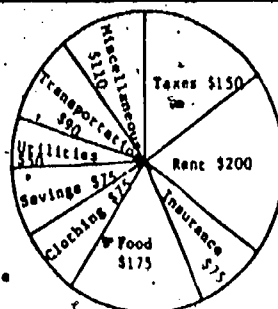 Miscellaneous
$110
Taxes $150
Transportation
$90
Rent $200
Utilities
Savings $75
Insurance
$75
Clothing $75
Food
$175